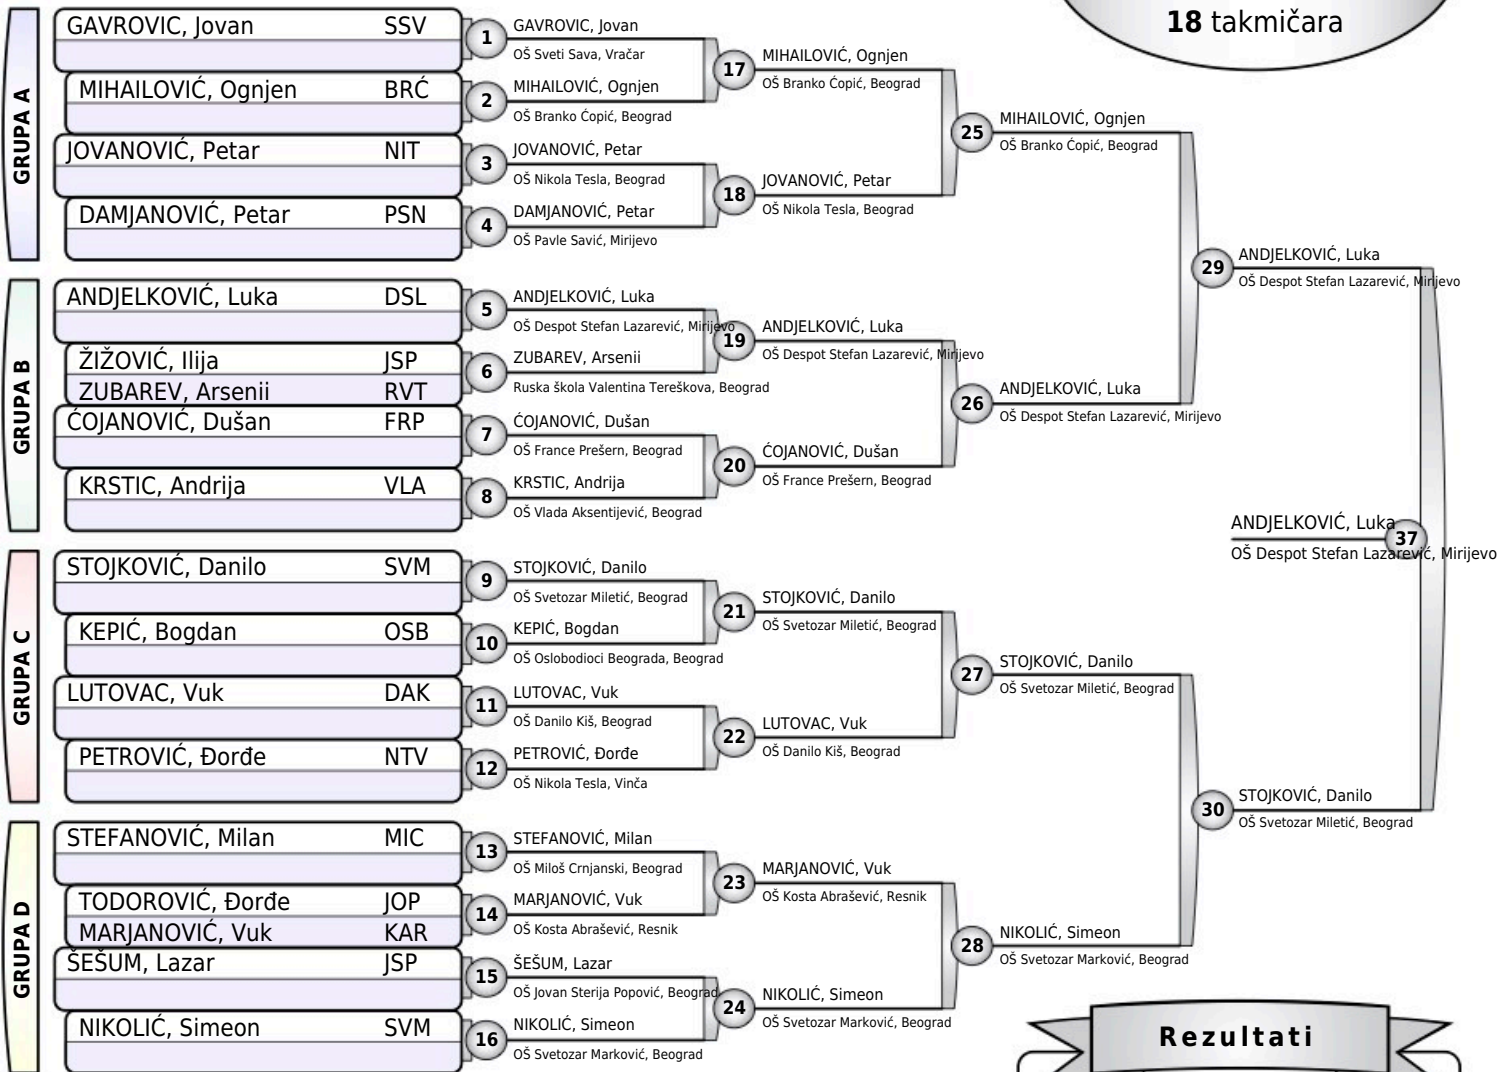 18 takmičara
GRUPA A
GAVROVIC, Jovan SSV
MIHAILOVIĆ, Ognjen BRĆ
JOVANOVIĆ, Petar NIT
DAMJANOVIĆ, Petar PSN
1
GAVROVIC, Jovan
OŠ Sveti Sava, Vračar
2
MIHAILOVIĆ, Ognjen
OŠ Branko Ćopić, Beograd
3
JOVANOVIĆ, Petar
OŠ Nikola Tesla, Beograd
4
DAMJANOVIĆ, Petar
OŠ Pavle Savić, Mirijevo
17
MIHAILOVIĆ, Ognjen
OŠ Branko Ćopić, Beograd
18
JOVANOVIĆ, Petar
OŠ Nikola Tesla, Beograd
25
MIHAILOVIĆ, Ognjen
OŠ Branko Ćopić, Beograd
GRUPA B
ANDJELKOVIĆ, Luka DSL
ŽIŽOVIĆ, Ilija JSP
ZUBAREV, Arsenii RVT
ĆOJANOVIĆ, Dušan FRP
KRSTIC, Andrija VLA
5
ANDJELKOVIĆ, Luka
OŠ Despot Stefan Lazarević, Mirijevo
6
ZUBAREV, Arsenii
Ruska škola Valentina Tereškova, Beograd
7
ĆOJANOVIĆ, Dušan
OŠ France Prešern, Beograd
8
KRSTIC, Andrija
OŠ Vlada Aksentijević, Beograd
19
ANDJELKOVIĆ, Luka
OŠ Despot Stefan Lazarević, Mirijevo
20
ĆOJANOVIĆ, Dušan
OŠ France Prešern, Beograd
26
ANDJELKOVIĆ, Luka
OŠ Despot Stefan Lazarević, Mirijevo
29
ANDJELKOVIĆ, Luka
OŠ Despot Stefan Lazarević, Mirijevo
ANDJELKOVIĆ, Luka
37
OŠ Despot Stefan Lazarević, Mirijevo
GRUPA C
STOJKOVIĆ, Danilo SVM
KEPIĆ, Bogdan OSB
LUTOVAC, Vuk DAK
PETROVIĆ, Đorđe NTV
9
STOJKOVIĆ, Danilo
OŠ Svetozar Miletić, Beograd
10
KEPIĆ, Bogdan
OŠ Oslobodioci Beograda, Beograd
11
LUTOVAC, Vuk
OŠ Danilo Kiš, Beograd
12
PETROVIĆ, Đorđe
OŠ Nikola Tesla, Vinča
21
STOJKOVIĆ, Danilo
OŠ Svetozar Miletić, Beograd
22
LUTOVAC, Vuk
OŠ Danilo Kiš, Beograd
27
STOJKOVIĆ, Danilo
OŠ Svetozar Miletić, Beograd
30
STOJKOVIĆ, Danilo
OŠ Svetozar Miletić, Beograd
GRUPA D
STEFANOVIĆ, Milan MIC
TODOROVIĆ, Đorđe JOP
MARJANOVIĆ, Vuk KAR
ŠEŠUM, Lazar JSP
NIKOLIĆ, Simeon SVM
13
STEFANOVIĆ, Milan
OŠ Miloš Crnjanski, Beograd
14
MARJANOVIĆ, Vuk
OŠ Kosta Abrašević, Resnik
15
ŠEŠUM, Lazar
OŠ Jovan Sterija Popović, Beograd
16
NIKOLIĆ, Simeon
OŠ Svetozar Marković, Beograd
23
MARJANOVIĆ, Vuk
OŠ Kosta Abrašević, Resnik
24
NIKOLIĆ, Simeon
OŠ Svetozar Marković, Beograd
28
NIKOLIĆ, Simeon
OŠ Svetozar Marković, Beograd
Rezultati